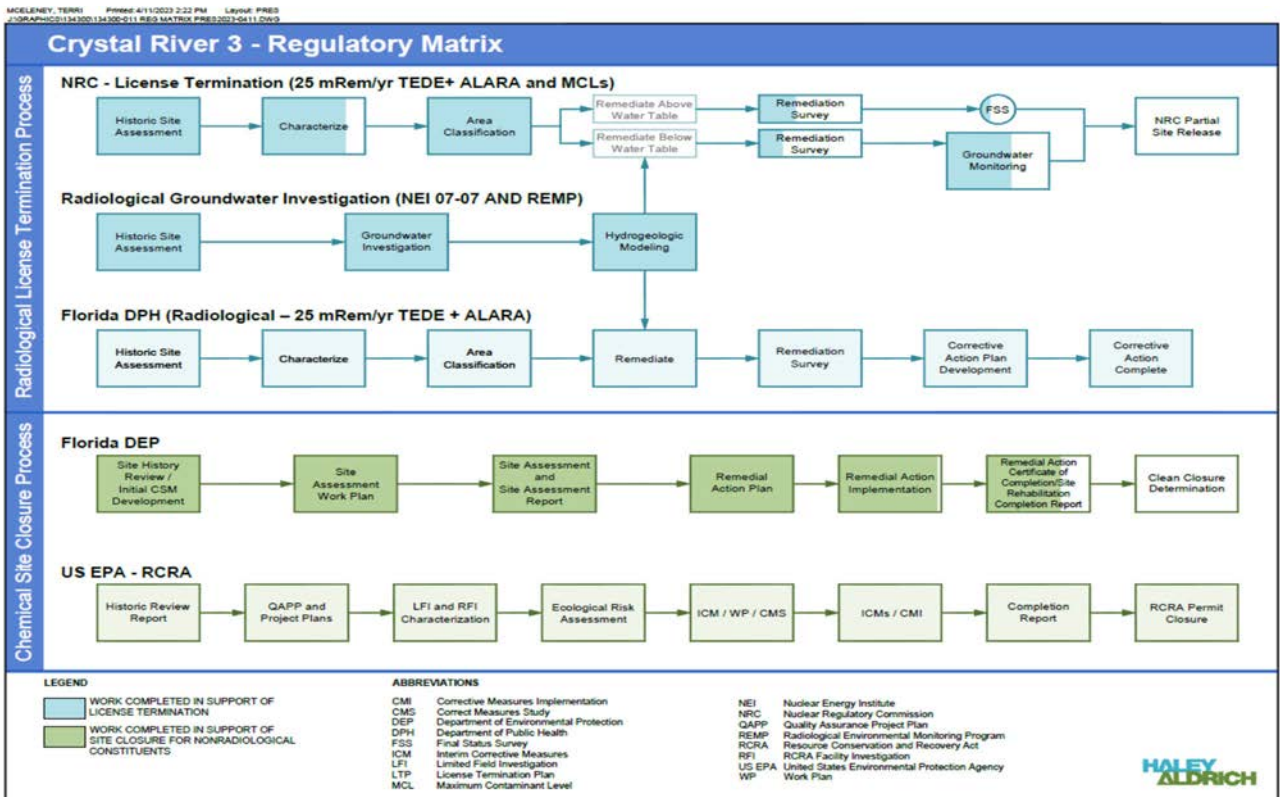 MCELENEY, TERRI Printed: 4/11/2023 2:22 PM Layout: PRES
J:\GRAPHICS\134300\134300-011 REG MATRIX PRES2023-0411.DWG
Crystal River 3 - Regulatory Matrix
Radiological License Termination Process
NRC - License Termination (25 mRem/yr TEDE+ ALARA and MCLs)
Historic Site
Assessment
Characterize
Area
Classification
Remediate Above
Water Table
Remediate Below
Water Table
Remediation
Survey
Remediation
Survey
FSS
Groundwater
Monitoring
NRC Partial
Site Release
Radiological Groundwater Investigation (NEI 07-07 AND REMP)
Historic Site
Assessment
Groundwater
Investigation
Hydrogeologic
Modeling
Florida DPH (Radiological – 25 mRem/yr TEDE + ALARA)
Historic Site
Assessment
Characterize
Area
Classification
Remediate
Remediation
Survey
Corrective
Action Plan
Development
Corrective
Action
Complete
Chemical Site Closure Process
Florida DEP
Site History
Review /
Initial CSM
Development
Site
Assessment
Work Plan
Site Assessment
and
Site Assessment
Report
Remedial
Action Plan
Remedial Action
Implementation
Remedial Action
Certificate of
Completion/Site
Rehabilitation
Completion Report
Clean Closure
Determination
US EPA - RCRA
Historic Review
Report
QAPP and
Project Plans
LFI and RFI
Characterization
Ecological Risk
Assessment
ICM / WP / CMS
ICMs / CMI
Completion
Report
RCRA Permit
Closure
LEGEND
WORK COMPLETED IN SUPPORT OF
LICENSE TERMINATION
WORK COMPLETED IN SUPPORT OF
SITE CLOSURE FOR NONRADIOLOGICAL
CONSTITUENTS
ABBREVIATIONS
CMI Corrective Measures Implementation
CMS Correct Measures Study
DEP Department of Environmental Protection
DPH Department of Public Health
FSS Final Status Survey
ICM Interim Corrective Measures
LFI Limited Field Investigation
LTP License Termination Plan
MCL Maximum Contaminant Level
NEI Nuclear Energy Institute
NRC Nuclear Regulatory Commission
QAPP Quality Assurance Project Plan
REMP Radiological Environmental Monitoring Program
RCRA Resource Conservation and Recovery Act
RFI RCRA Facility Investigation
US EPA United States Environmental Protection Agency
WP Work Plan
HALEY
ALDRICH